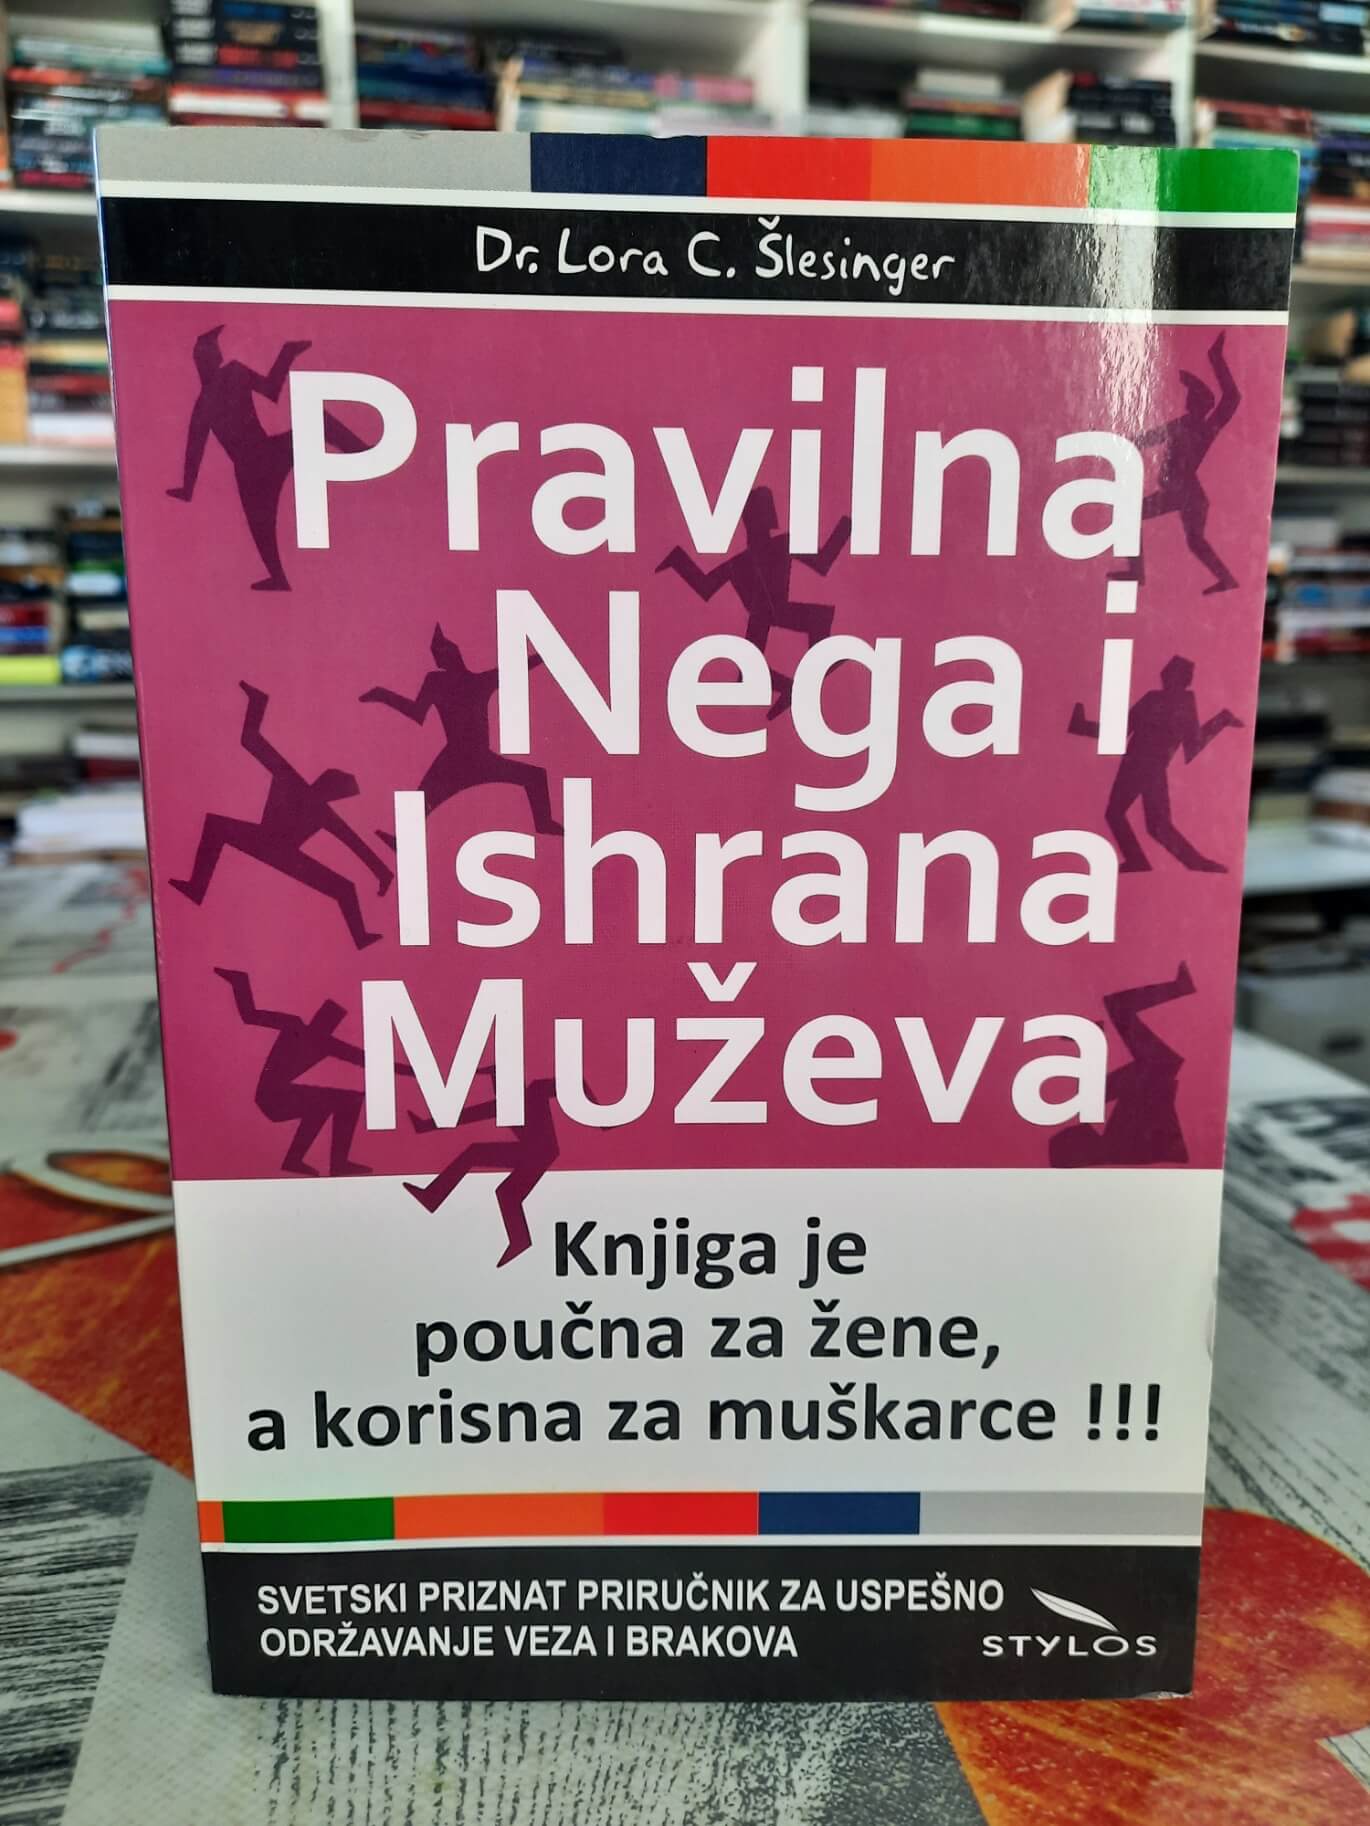 Dr. Lora C. Šlesinger
Pravilna
Nega i
Ishrana
Muževa
Knjiga je
poučna za žene,
a korisna za muškarce !!!
SVETSKI PRIZNAT PRIRUČNIK ZA USPEŠNO
ODRŽAVANJE VEZA I BRAKOVA
STYLOS